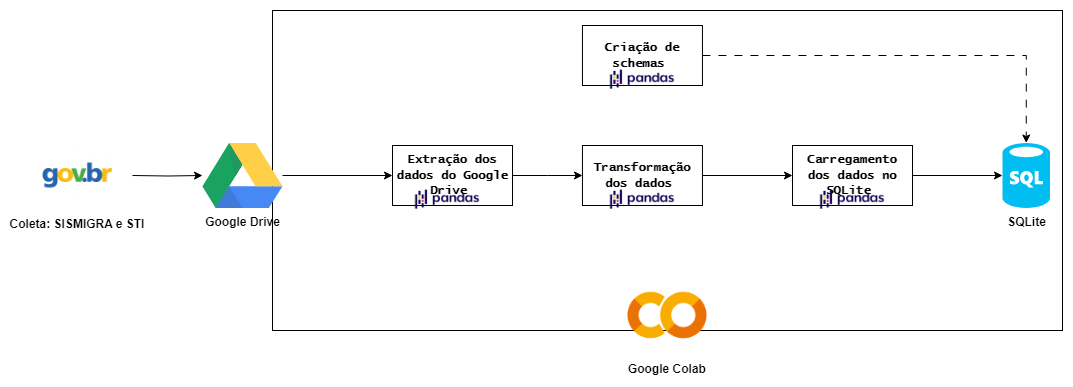 Criação de
schemas
pandas
gov.br
Coleta: SISMIGRA e STI
Google Drive
Extração dos
dados do Google
Drive
pandas
Transformação
dos dados
pandas
Carregamento
dos dados no
SQLite
pandas
SQL
SQLite
Google Colab